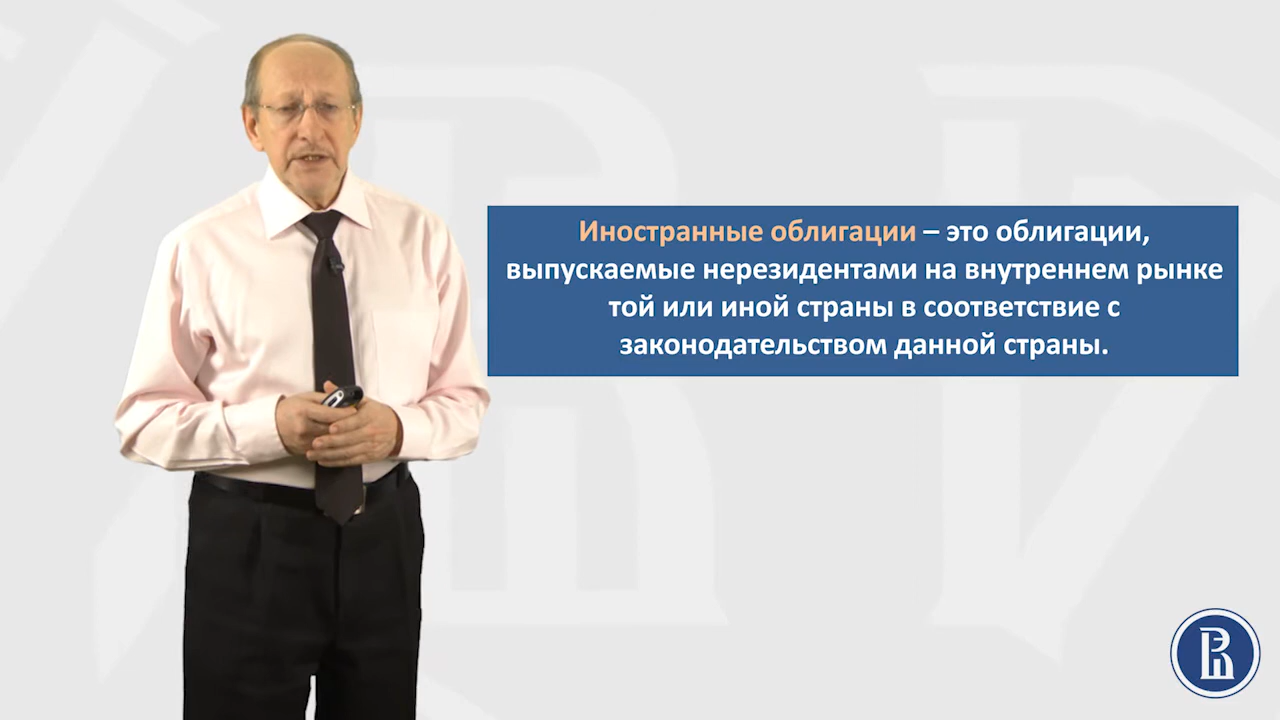 Иностранные облигации – это облигации,
выпускаемые нерезидентами на внутреннем рынке
той или иной страны в соответствие с
законодательством данной страны.